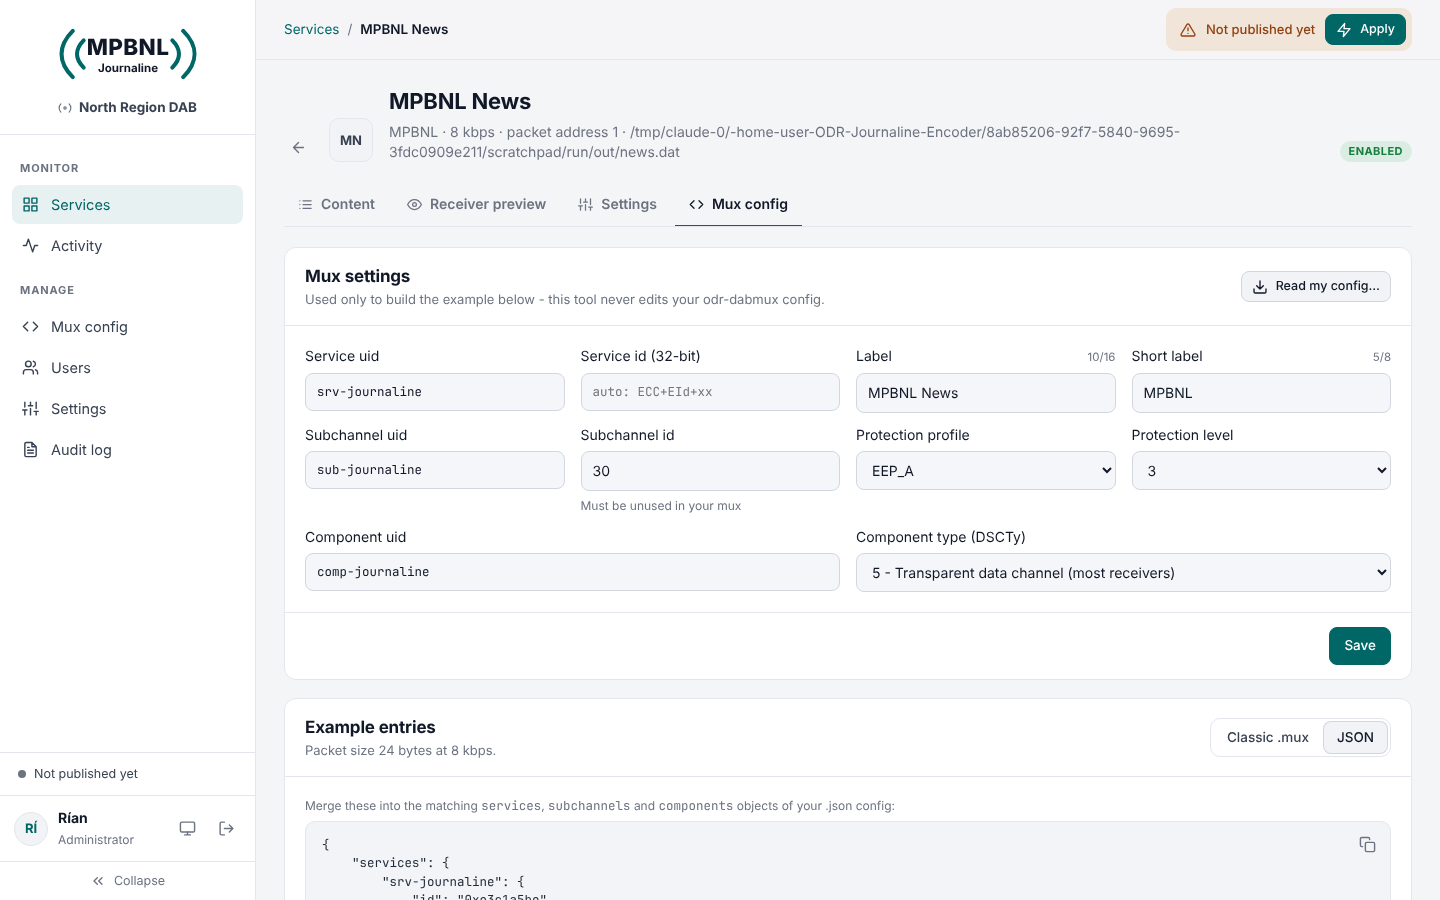 MPBNL
Journaline
North Region DAB
MONITOR
Services
Activity
MANAGE
Mux config
Users
Settings
Audit log
Not published yet
RÍ
Rían
Administrator
Collapse
Services / MPBNL News
Not published yet
Apply
MN
MPBNL News
MPBNL · 8 kbps · packet address 1 · /tmp/claude-0/-home-user-ODR-Journaline-Encoder/8ab85206-92f7-5840-9695-
3fdc0909e211/scratchpad/run/out/news.dat
ENABLED
Content
Receiver preview
Settings
Mux config
Mux settings
Used only to build the example below - this tool never edits your odr-dabmux config.
Read my config...
Service uid
srv-journaline
Service id (32-bit)
auto: ECC+EId+xx
Label
10/16
MPBNL News
Short label
5/8
MPBNL
Subchannel uid
sub-journaline
Subchannel id
30
Must be unused in your mux
Protection profile
EEP_A
Protection level
3
Component uid
comp-journaline
Component type (DSCTy)
5 - Transparent data channel (most receivers)
Save
Example entries
Packet size 24 bytes at 8 kbps.
Classic .mux
JSON
Merge these into the matching services, subchannels and components objects of your .json config:
{
"services": {
"srv-journaline": {